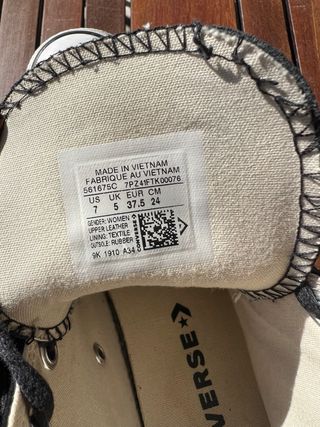 MADE IN VIETNAM
FABRIQUE AU VIETNAM
561675C 7PZ41FTK00076
US UK EUR CM
7 5 37.5 24
GENDER: WOMEN
UPPER: LEATHER
LINING: TEXTILE
OUTSOLE: RUBBER
9K 1910 A34
VERSE